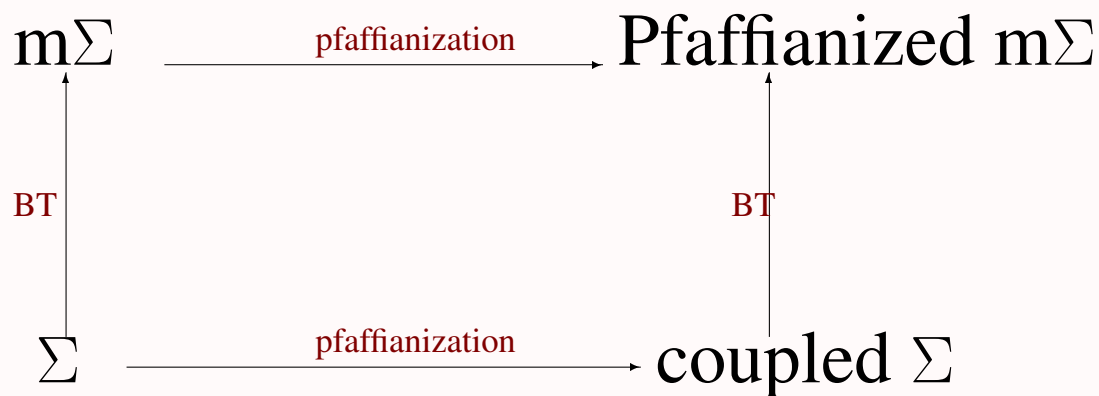 pfaffianization
mΣ Pfaffianized mΣ
BT BT
pfaffianization
Σ coupled Σ